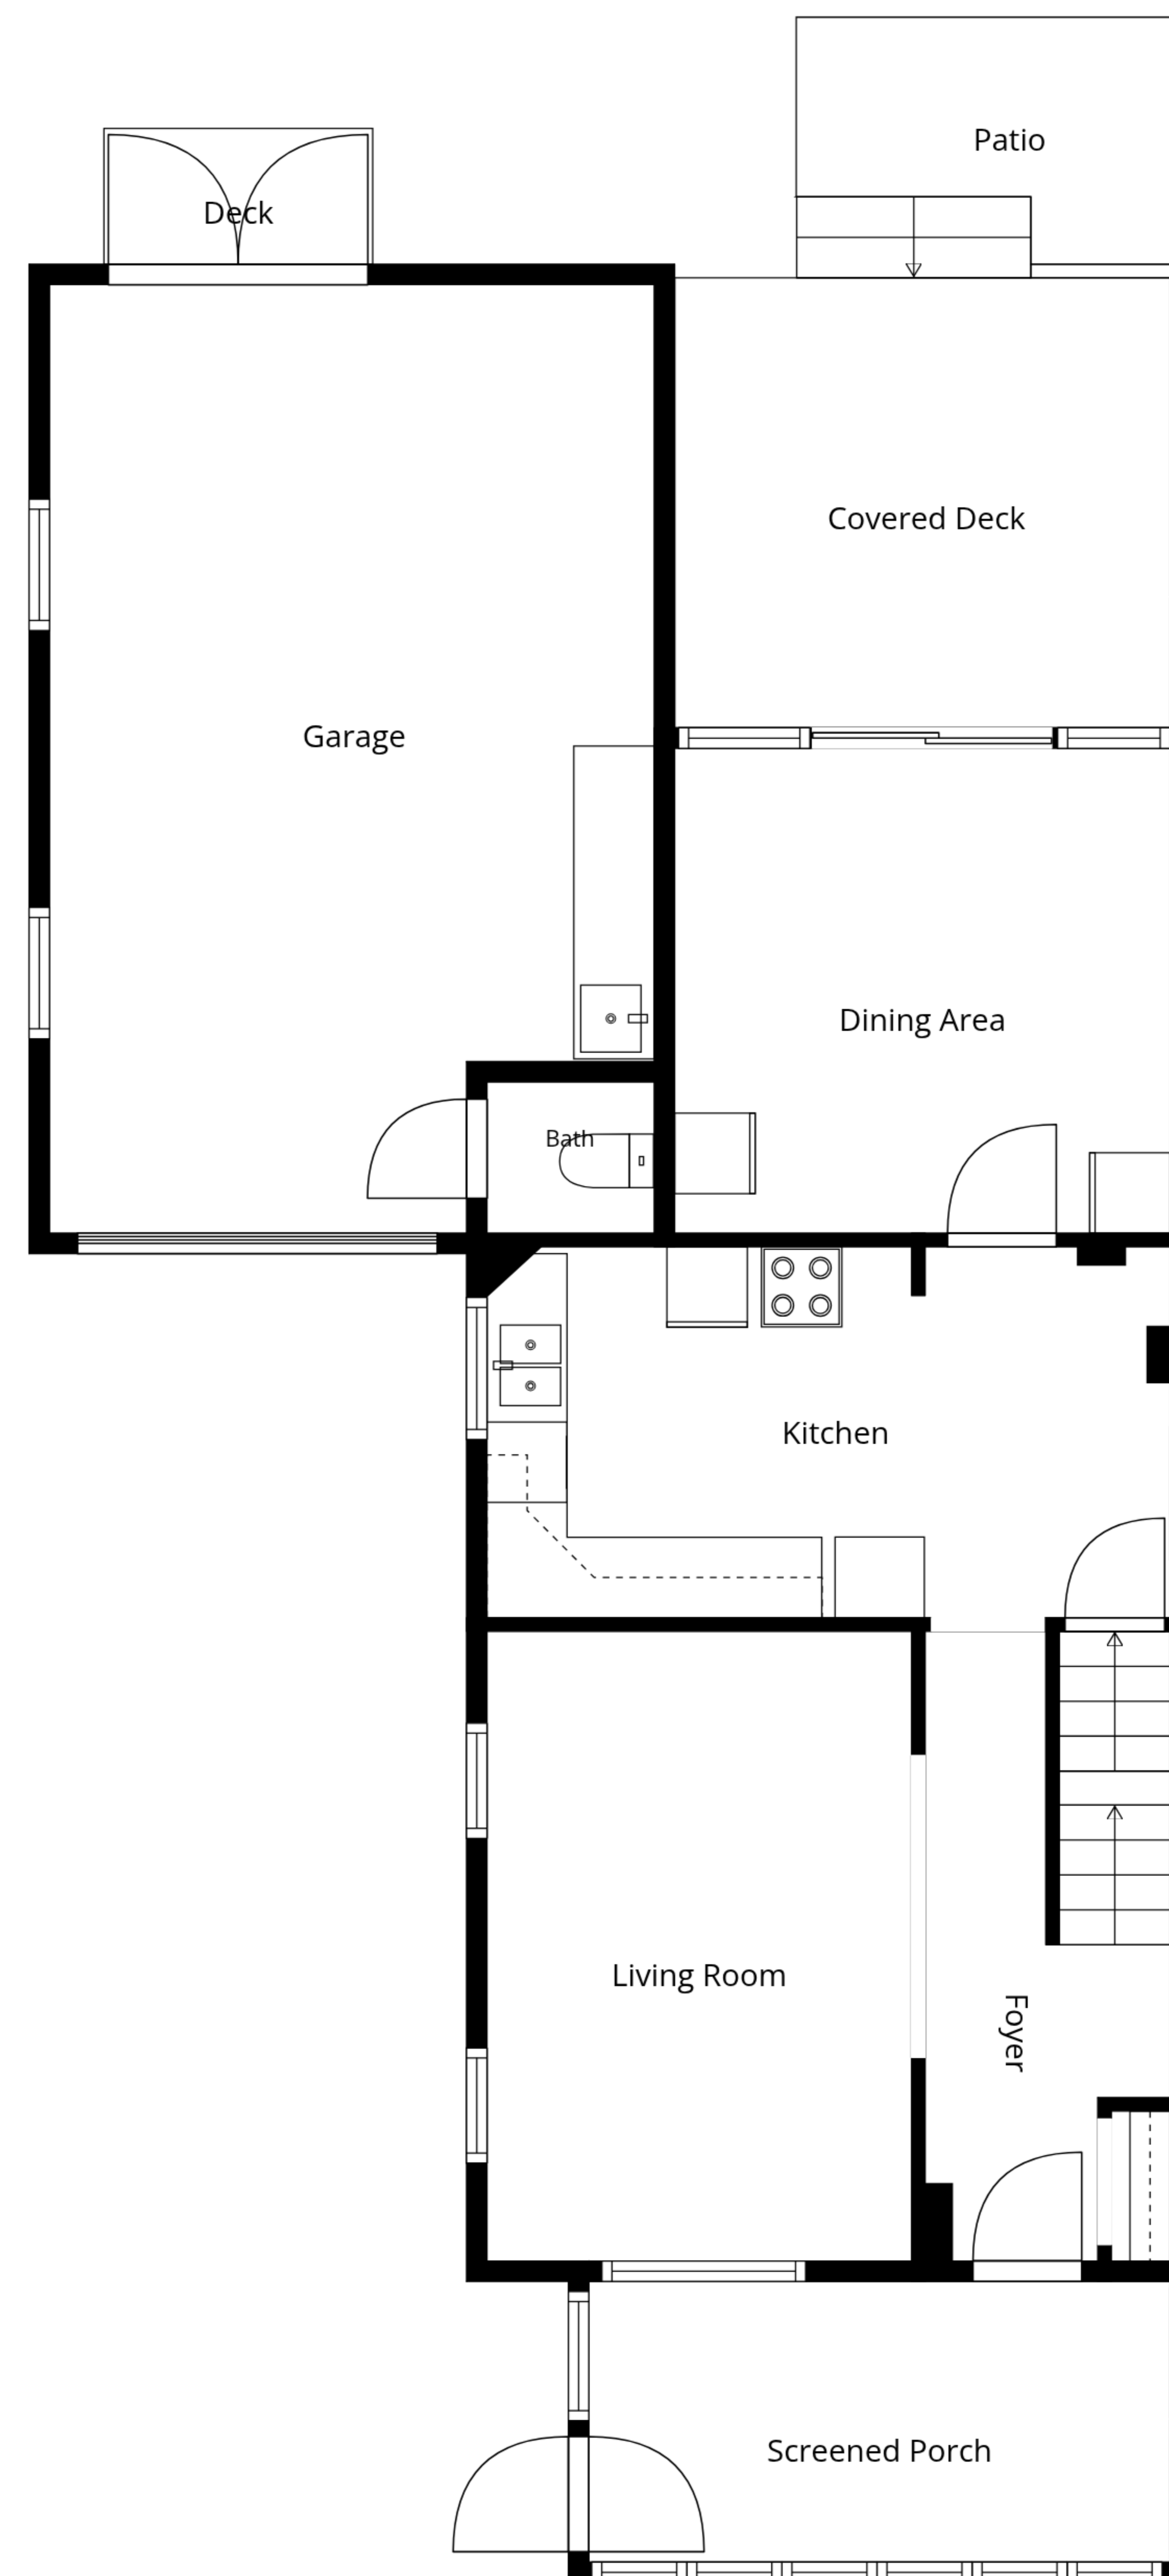 Patio
Deck
Covered Deck
Garage
Dining Area
Bath
Kitchen
Living Room
Foyer
Screened Porch